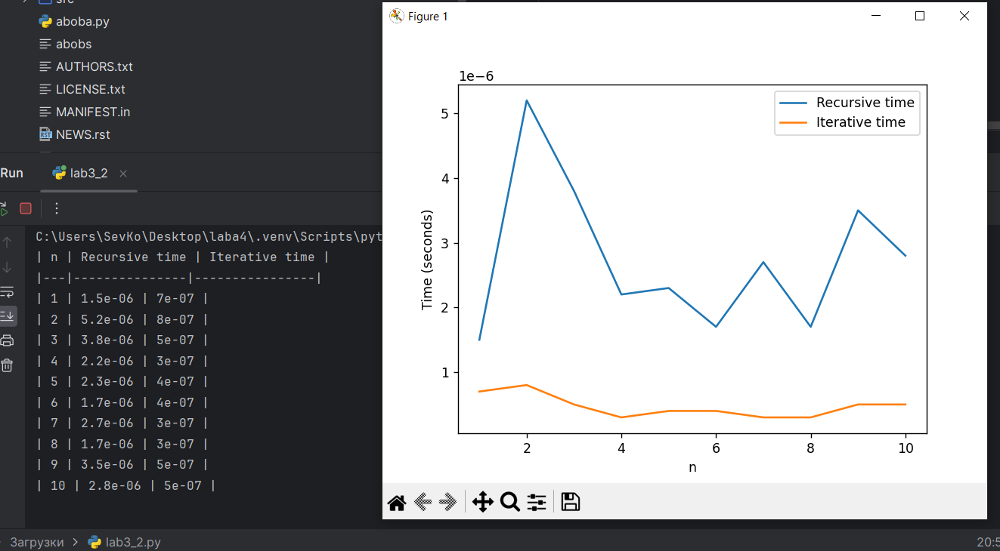 src
aboba.py
abobs
AUTHORS.txt
LICENSE.txt
MANIFEST.in
NEWS.rst
Run
lab3_2
C:\Users\SevKo\Desktop\laba4\.venv\Scripts\pyt
| n | Recursive time | Iterative time |
|---|---------------|----------------|
| 1 | 1.5e-06 | 7e-07 |
| 2 | 5.2e-06 | 8e-07 |
| 3 | 3.8e-06 | 5e-07 |
| 4 | 2.2e-06 | 3e-07 |
| 5 | 2.3e-06 | 4e-07 |
| 6 | 1.7e-06 | 4e-07 |
| 7 | 2.7e-06 | 3e-07 |
| 8 | 1.7e-06 | 3e-07 |
| 9 | 3.5e-06 | 5e-07 |
| 10 | 2.8e-06 | 5e-07 |
Figure 1
1e−6
Recursive time
Iterative time
5
4
3
2
1
Time (seconds)
2 4 6 8 10
n
Загрузки > lab3_2.py
20:5